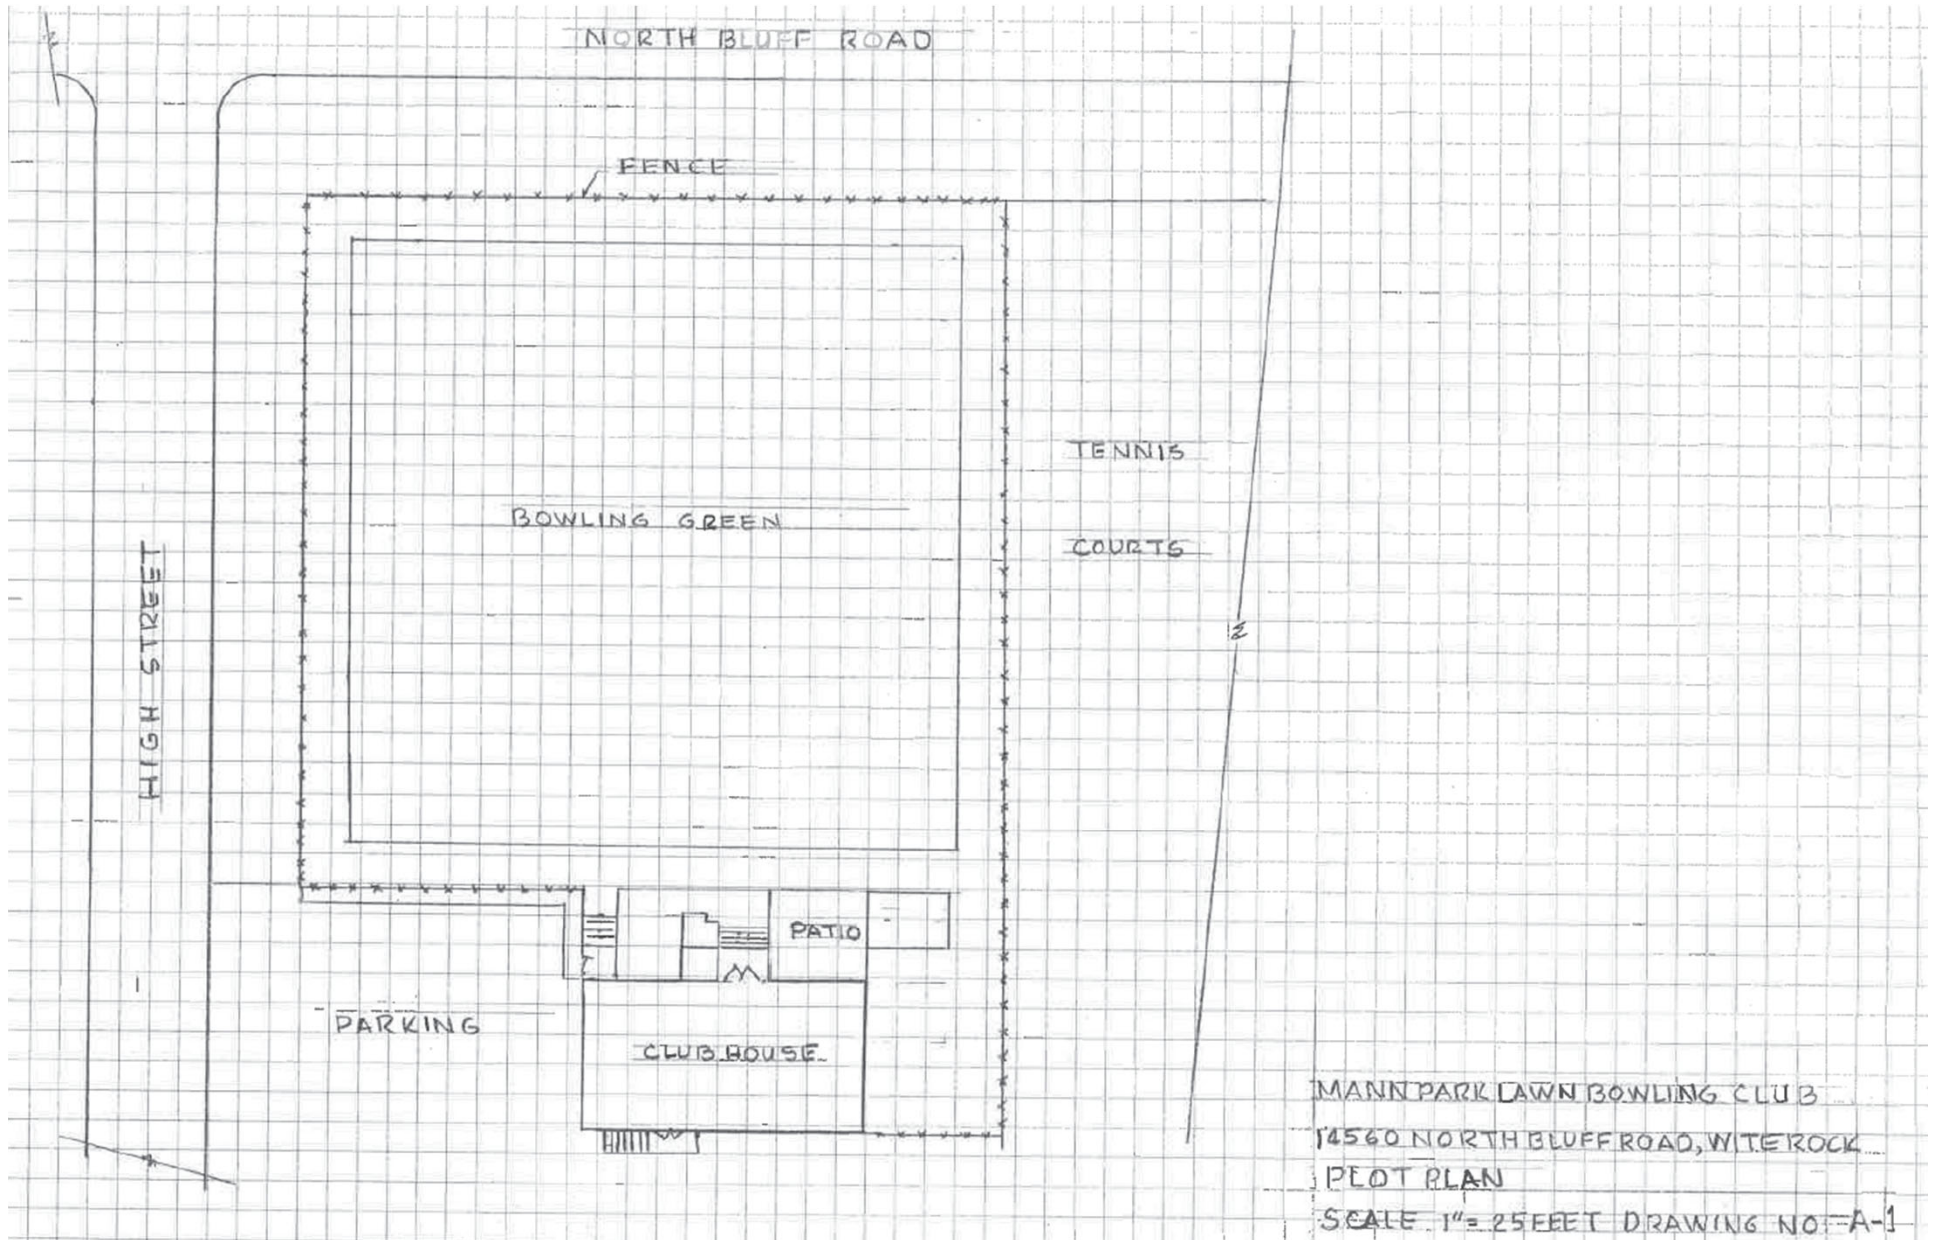 NORTH BLUFF ROAD
FENCE
TENNIS
BOWLING GREEN
COURTS
HIGH STREET
PATIO
PARKING
CLUB HOUSE
MANN PARK LAWN BOWLING CLUB
14560 NORTH BLUFF ROAD, WITE ROCK
PLOT PLAN
SCALE 1" = 25 FEET DRAWING NO. A-1